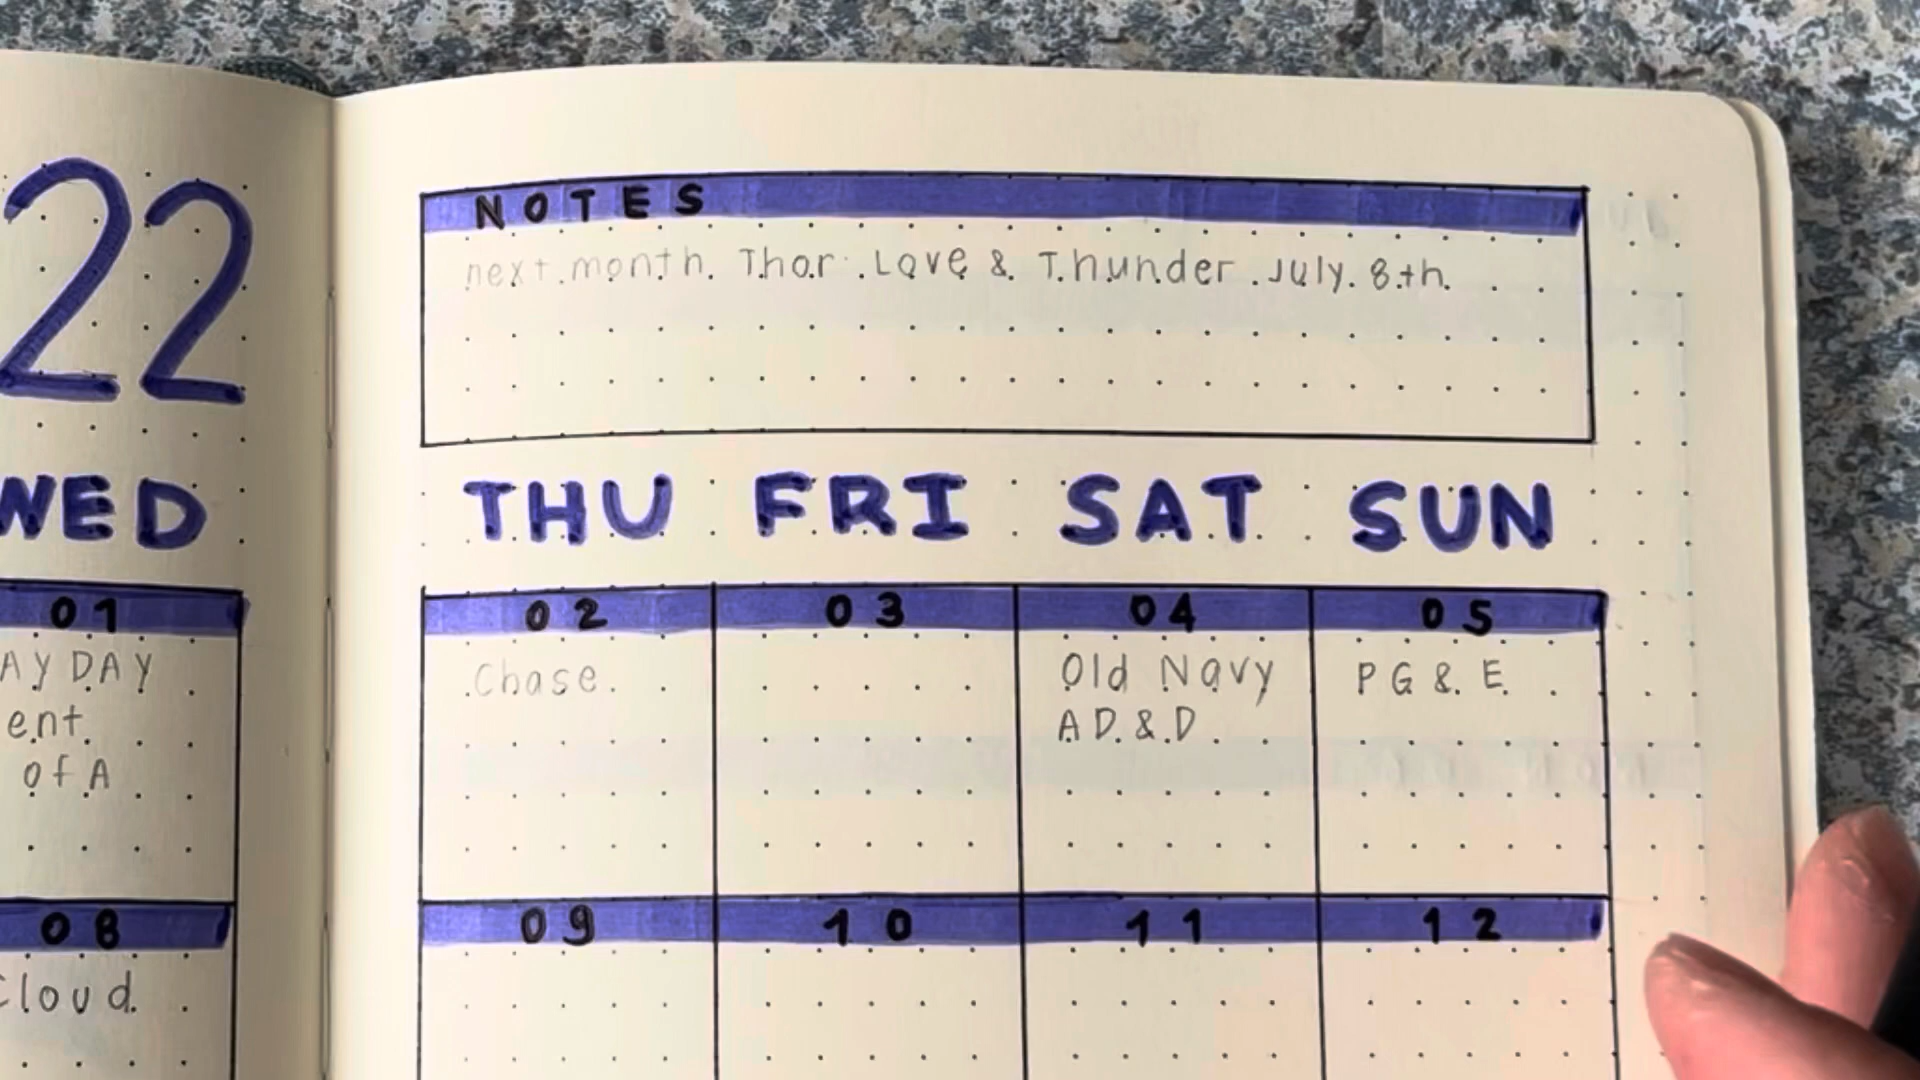 22
NOTES
next month Thor Love & Thunder July 8th
WED THU FRI SAT SUN
01 02 03 04 05
AY DAY
ent
of A
Chase
Old Navy
AD&D
PG&E
08 09 10 11 12
Cloud